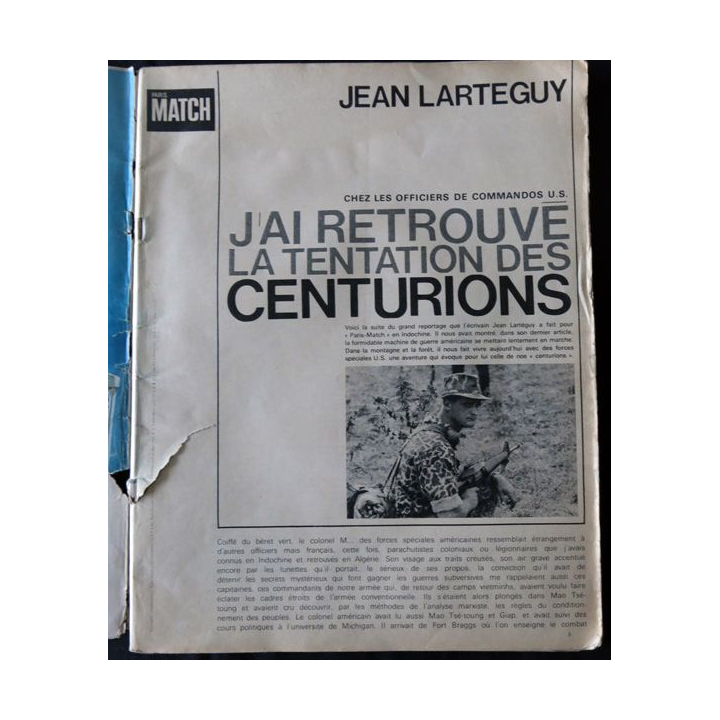 PARIS
MATCH
JEAN LARTEGUY
CHEZ LES OFFICIERS DE COMMANDOS U.S.
J'AI RETROUVÉ
LA TENTATION DES
CENTURIONS
Voici la suite du grand reportage que l'écrivain Jean Lartéguy a fait pour
« Paris-Match » en Indochine. Il nous avait montré, dans son dernier article,
la formidable machine de guerre américaine se mettant lentement en marche.
Dans la montagne et la forêt, il nous fait vivre aujourd'hui avec des forces
spéciales U.S. une aventure qui évoque pour lui celle de nos « centurions ».
Coiffé du béret vert, le colonel M... des forces spéciales américaines ressemblait étrangement à
d'autres officiers mais français, cette fois, parachutistes coloniaux ou légionnaires que j'avais
connus en Indochine et retrouvés en Algérie. Son visage aux traits creusés, son air grave accentué
encore par les lunettes qu'il portait, le sérieux de ses propos, la conviction qu'il avait de
détenir les secrets mystérieux qui font gagner les guerres subversives me rappelaient aussi ces
capitaines, ces commandants de notre armée qui, de retour des camps vietminhs, avaient voulu faire
éclater les cadres étroits de l'armée conventionnelle. Ils s'étaient alors plongés dans Mao Tsé-
toung et avaient cru découvrir, par les méthodes de l'analyse marxiste, les règles du condition-
nement des peuples. Le colonel américain avait lu aussi Mao Tsé-toung et Giap, et avait suivi des
cours politiques à l'université de Michigan. Il arrivait de Fort Braggs où l'on enseigne le combat